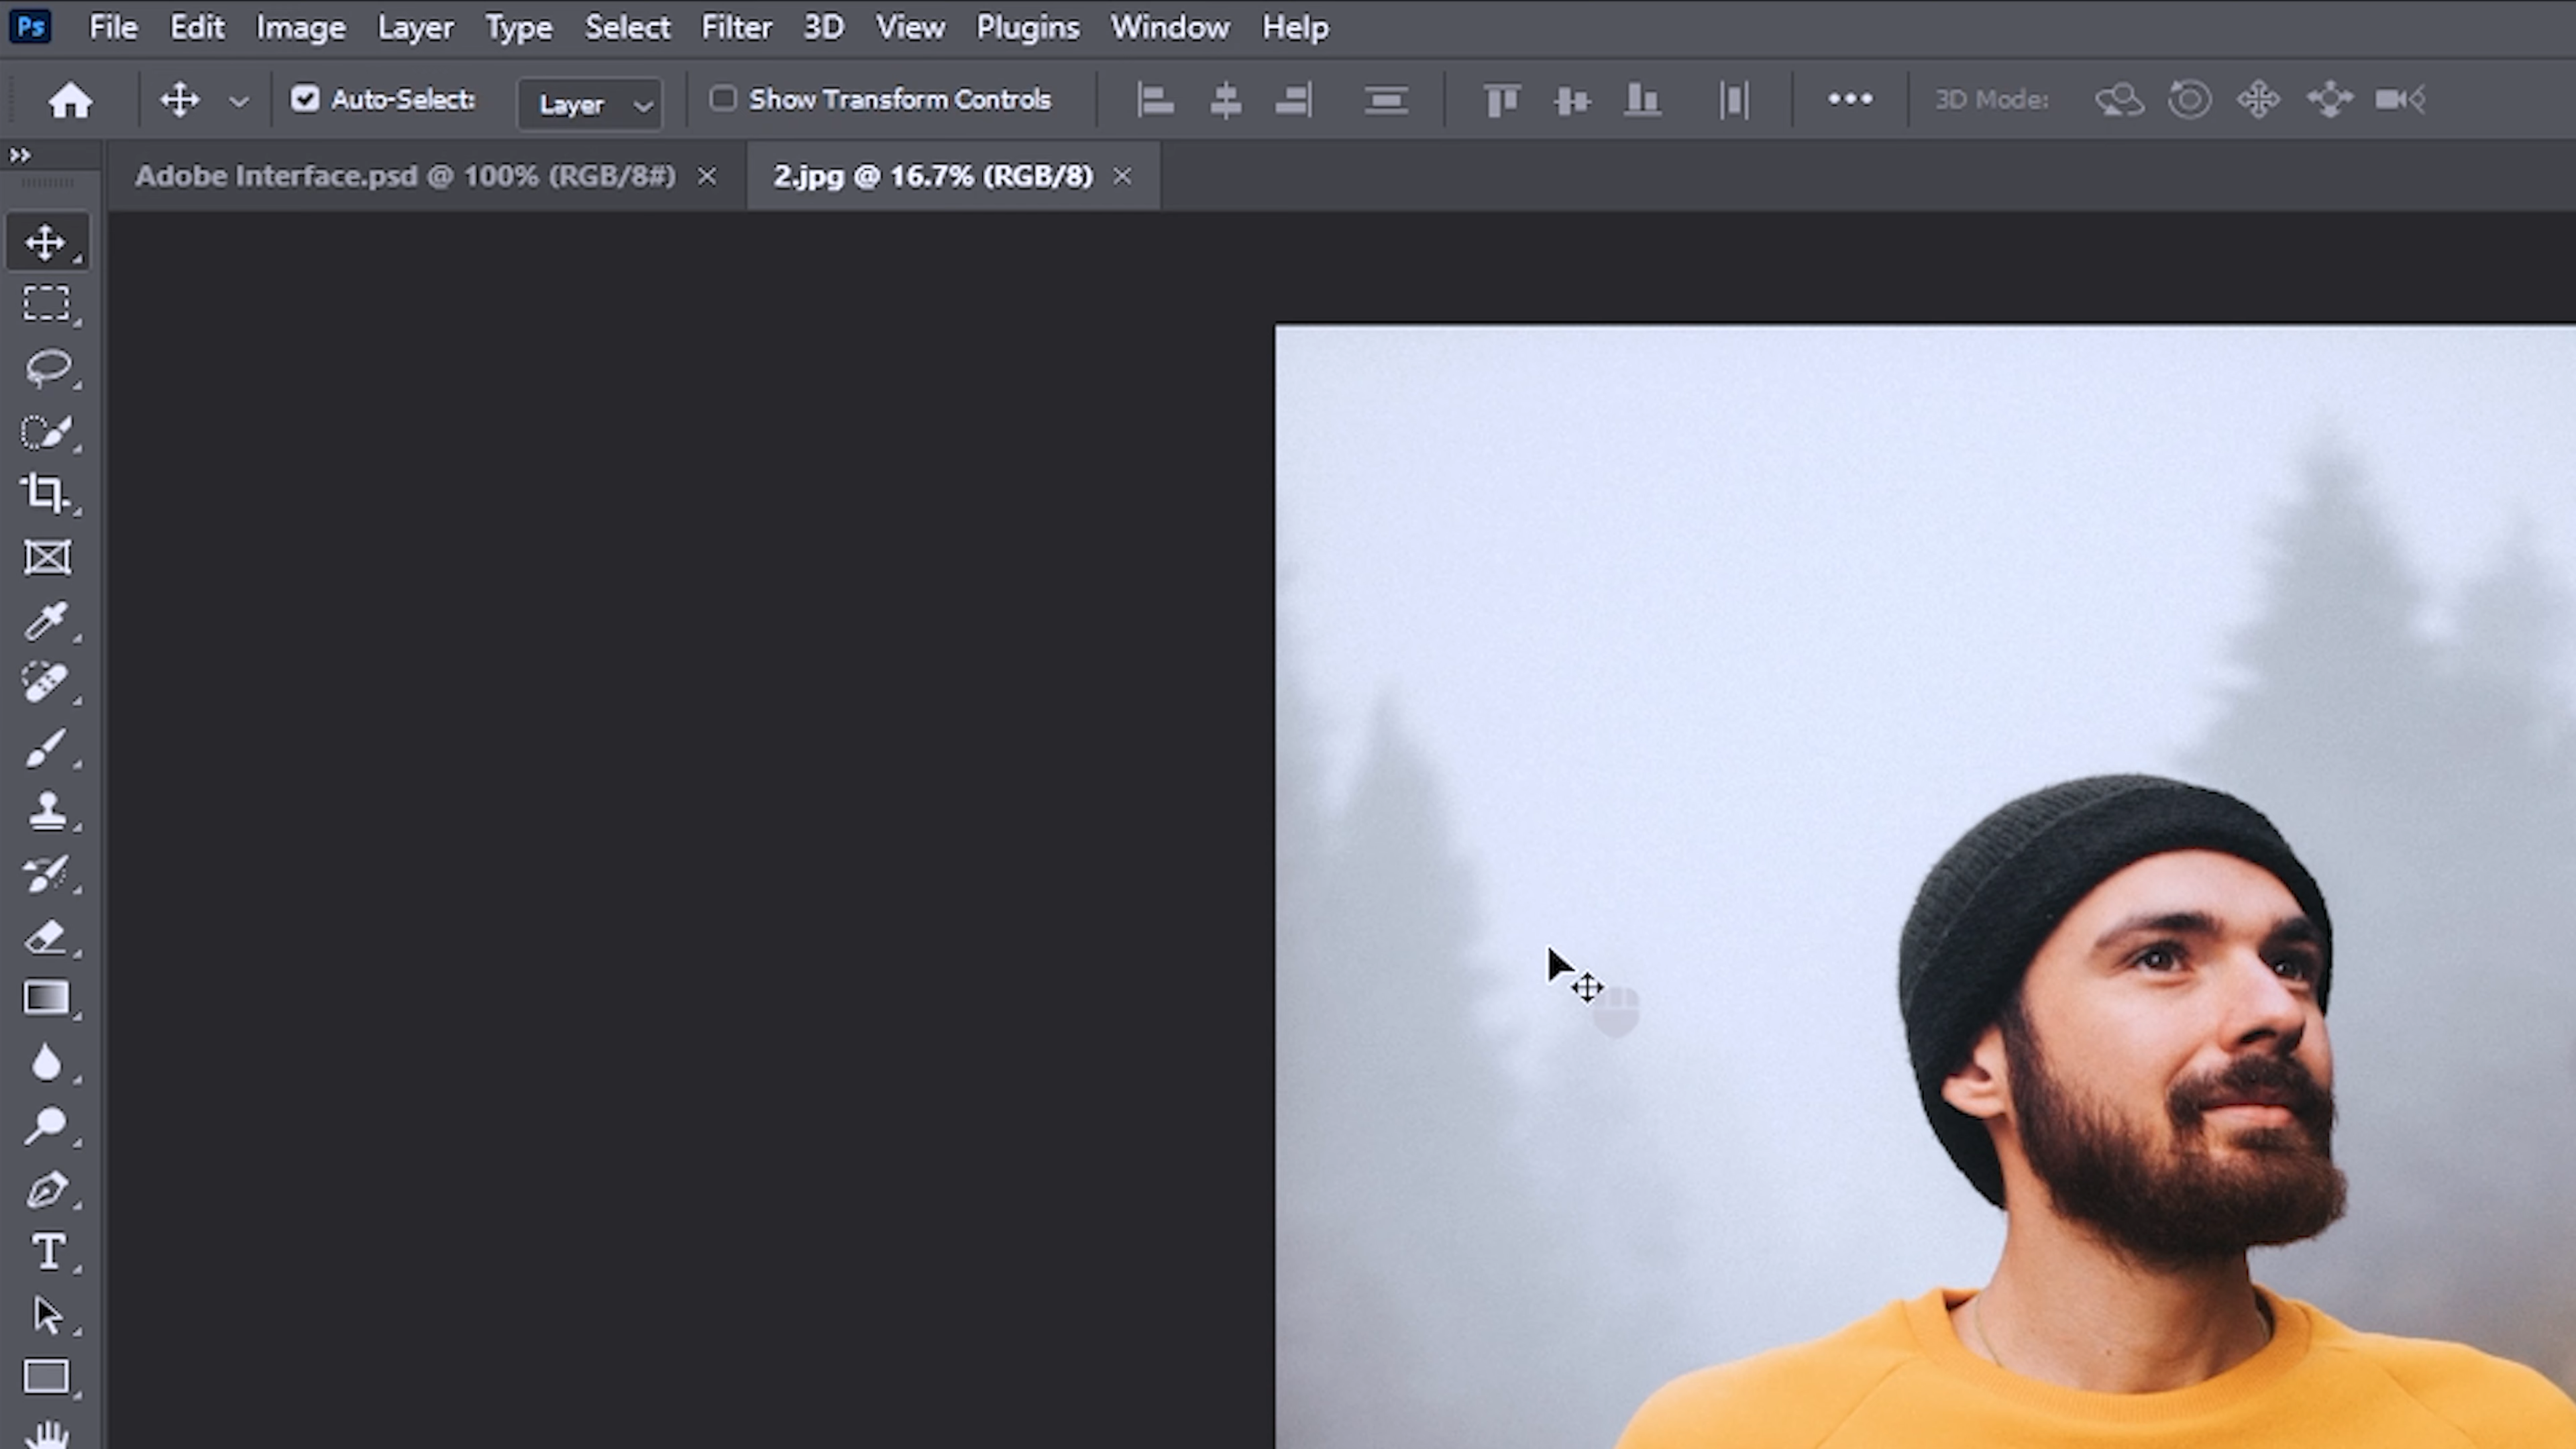 Ps File Edit Image Layer Type Select Filter 3D View Plugins Window Help
Auto-Select: Layer Show Transform Controls ••• 3D Mode:
Adobe Interface.psd @ 100% (RGB/8#) × 2.jpg @ 16.7% (RGB/8) ×
T